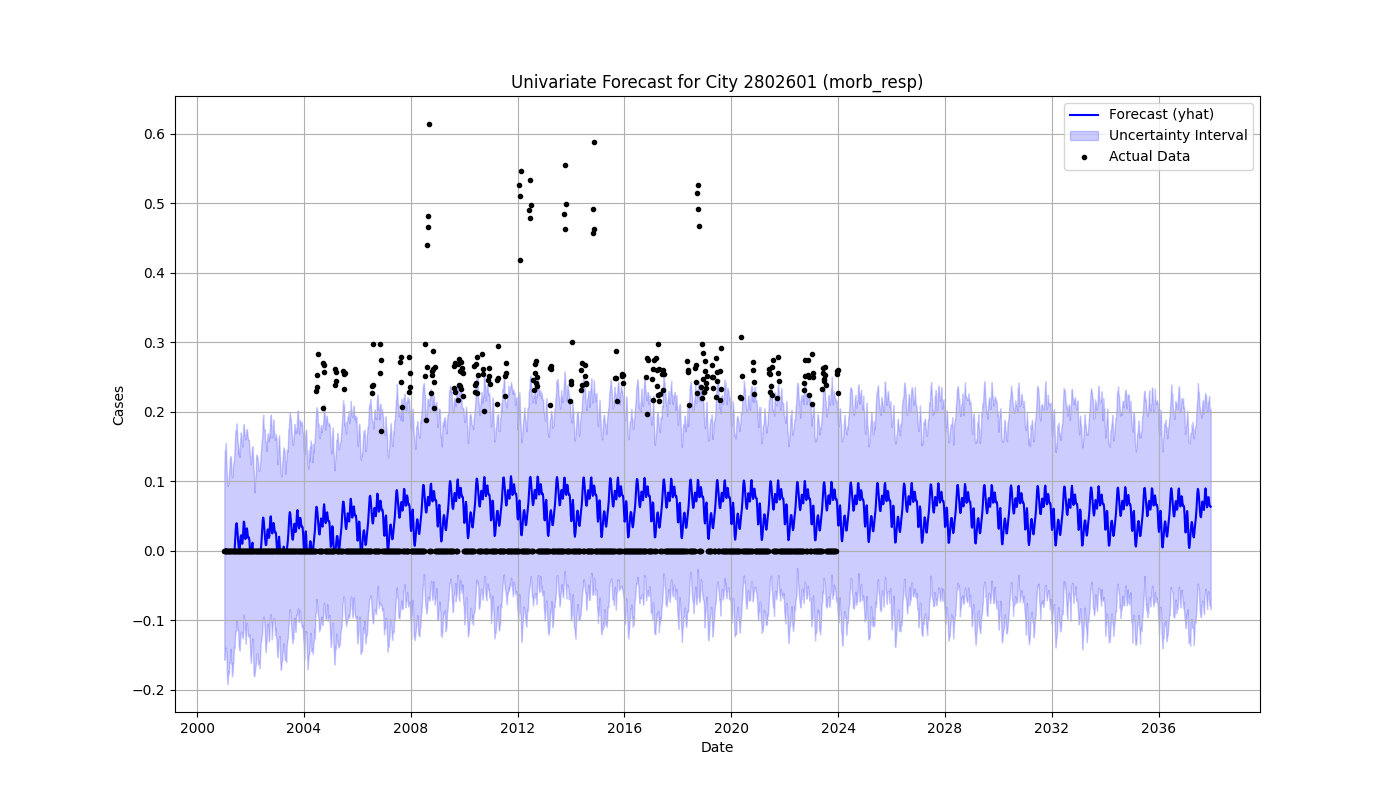 Univariate Forecast for City 2802601 (morb_resp)
Forecast (yhat)
Uncertainty Interval
Actual Data
Cases
0.6
0.5
0.4
0.3
0.2
0.1
0.0
−0.1
−0.2
2000 2004 2008 2012 2016 2020 2024 2028 2032 2036
Date